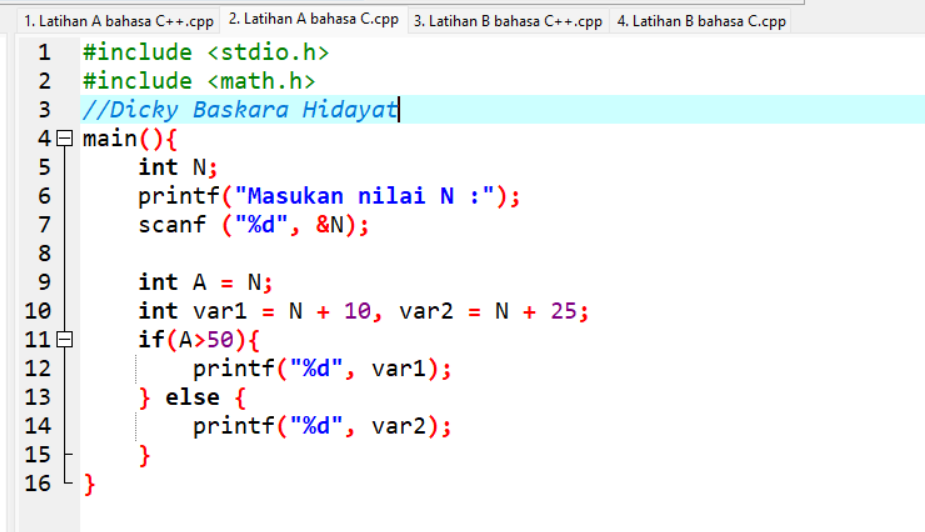 1. Latihan A bahasa C++.cpp 2. Latihan A bahasa C.cpp 3. Latihan B bahasa C++.cpp 4. Latihan B bahasa C.cpp
1 #include <stdio.h>
2 #include <math.h>
3 //Dicky Baskara Hidayat
4 main(){
5 int N;
6 printf("Masukan nilai N :");
7 scanf ("%d", &N);
8
9 int A = N;
10 int var1 = N + 10, var2 = N + 25;
11 if(A>50){
12 printf("%d", var1);
13 } else {
14 printf("%d", var2);
15 }
16 }